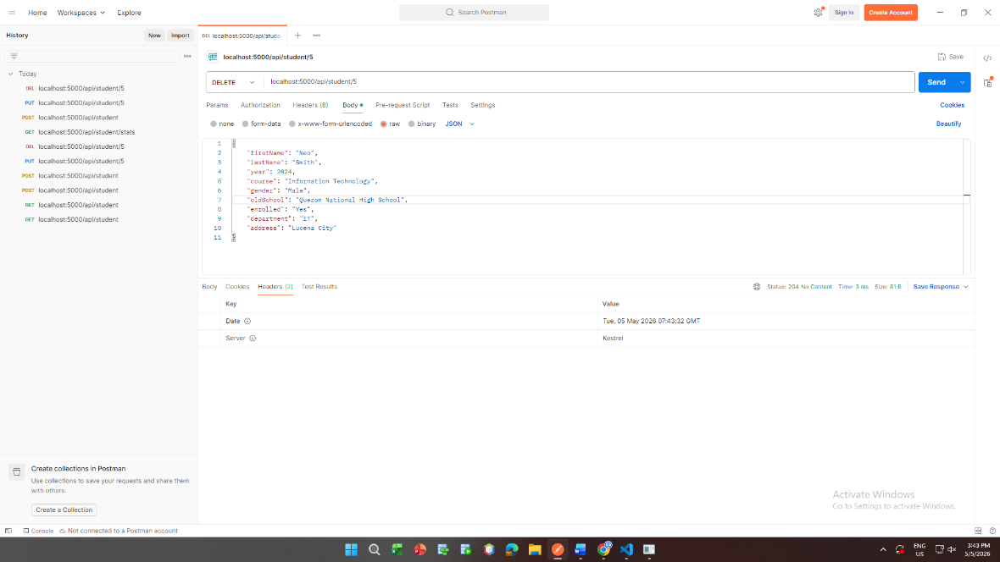 Home Workspaces Explore
Search Postman
Sign In Create Account
History New Import
DEL localhost:5000/api/stude
Today
DEL localhost:5000/api/student/5
PUT localhost:5000/api/student/5
POST localhost:5000/api/student
GET localhost:5000/api/student/stats
DEL localhost:5000/api/student/5
PUT localhost:5000/api/student/5
POST localhost:5000/api/student
POST localhost:5000/api/student
GET localhost:5000/api/student
GET localhost:5000/api/student
Create collections in Postman
Use collections to save your requests and share them
with others.
Create a Collection
HTTP localhost:5000/api/student/5 Save
DELETE localhost:5000/api/student/5 Send
Params Authorization Headers (8) Body Pre-request Script Tests Settings Cookies
none form-data x-www-form-urlencoded raw binary JSON Beautify
1 {
2 "firstName": "Neo",
3 "lastName": "Smith",
4 "year": 2024,
5 "course": "Information Technology",
6 "gender": "Male",
7 "oldSchool": "Quezon National High School",
8 "enrolled": "Yes",
9 "department": "IT",
10 "address": "Lucena City"
11 }
Body Cookies Headers (2) Test Results Status: 204 No Content Time: 3 ms Size: 81 B Save Response
Key Value
Date Tue, 05 May 2026 07:43:32 GMT
Server Kestrel
Activate Windows
Go to Settings to activate Windows.
Console Not connected to a Postman account
ENG
US
3:43 PM
5/5/2026